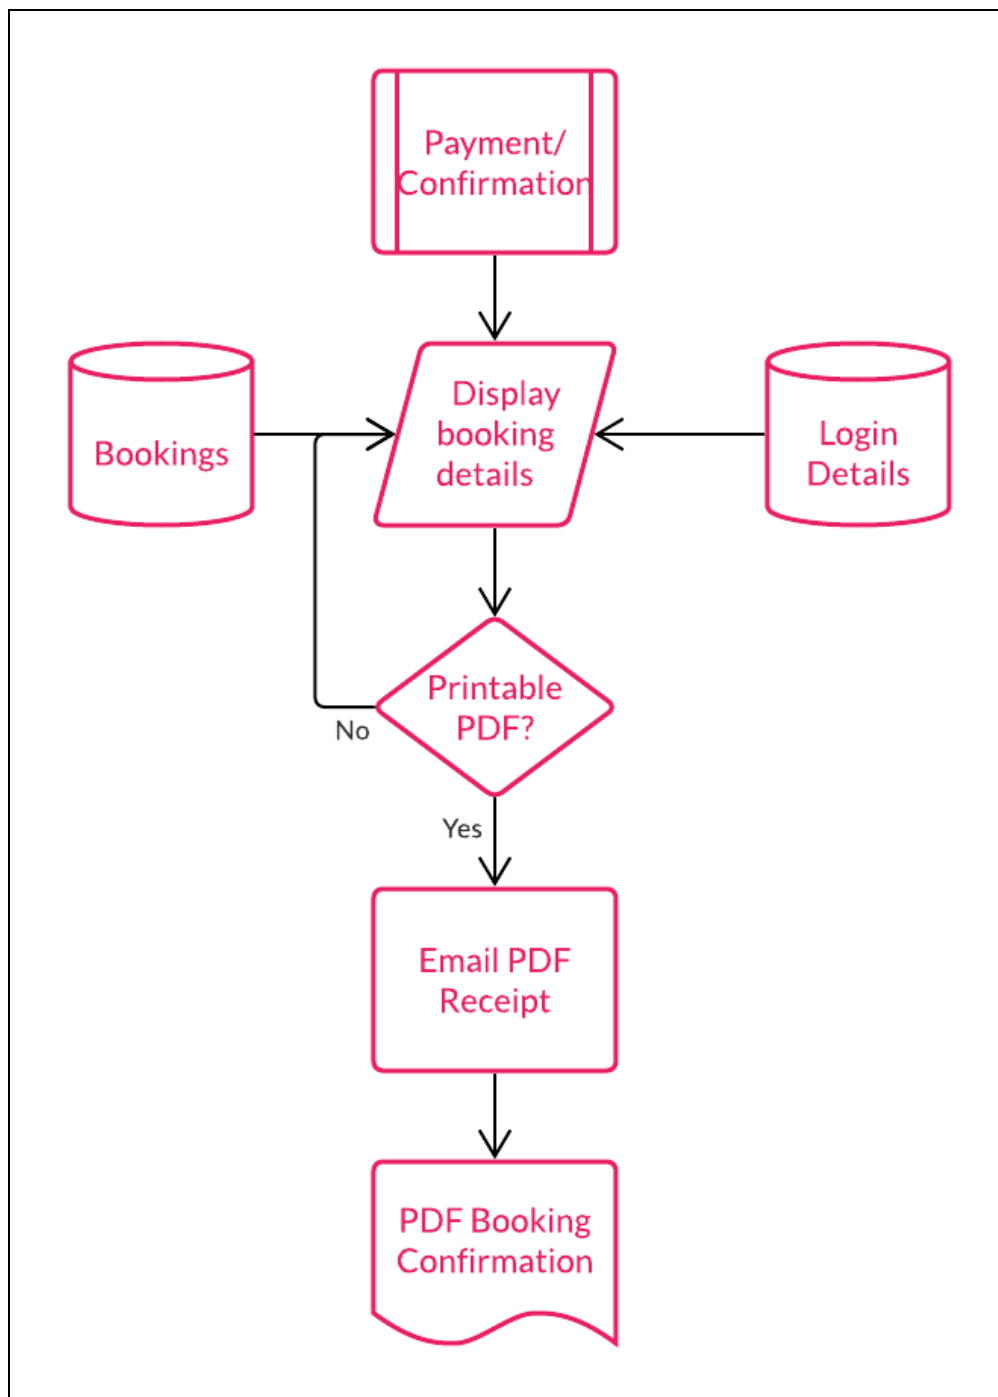 Payment/
Confirmation
Bookings
Display
booking
details
Login
Details
Printable
PDF?
No
Yes
Email PDF
Receipt
PDF Booking
Confirmation